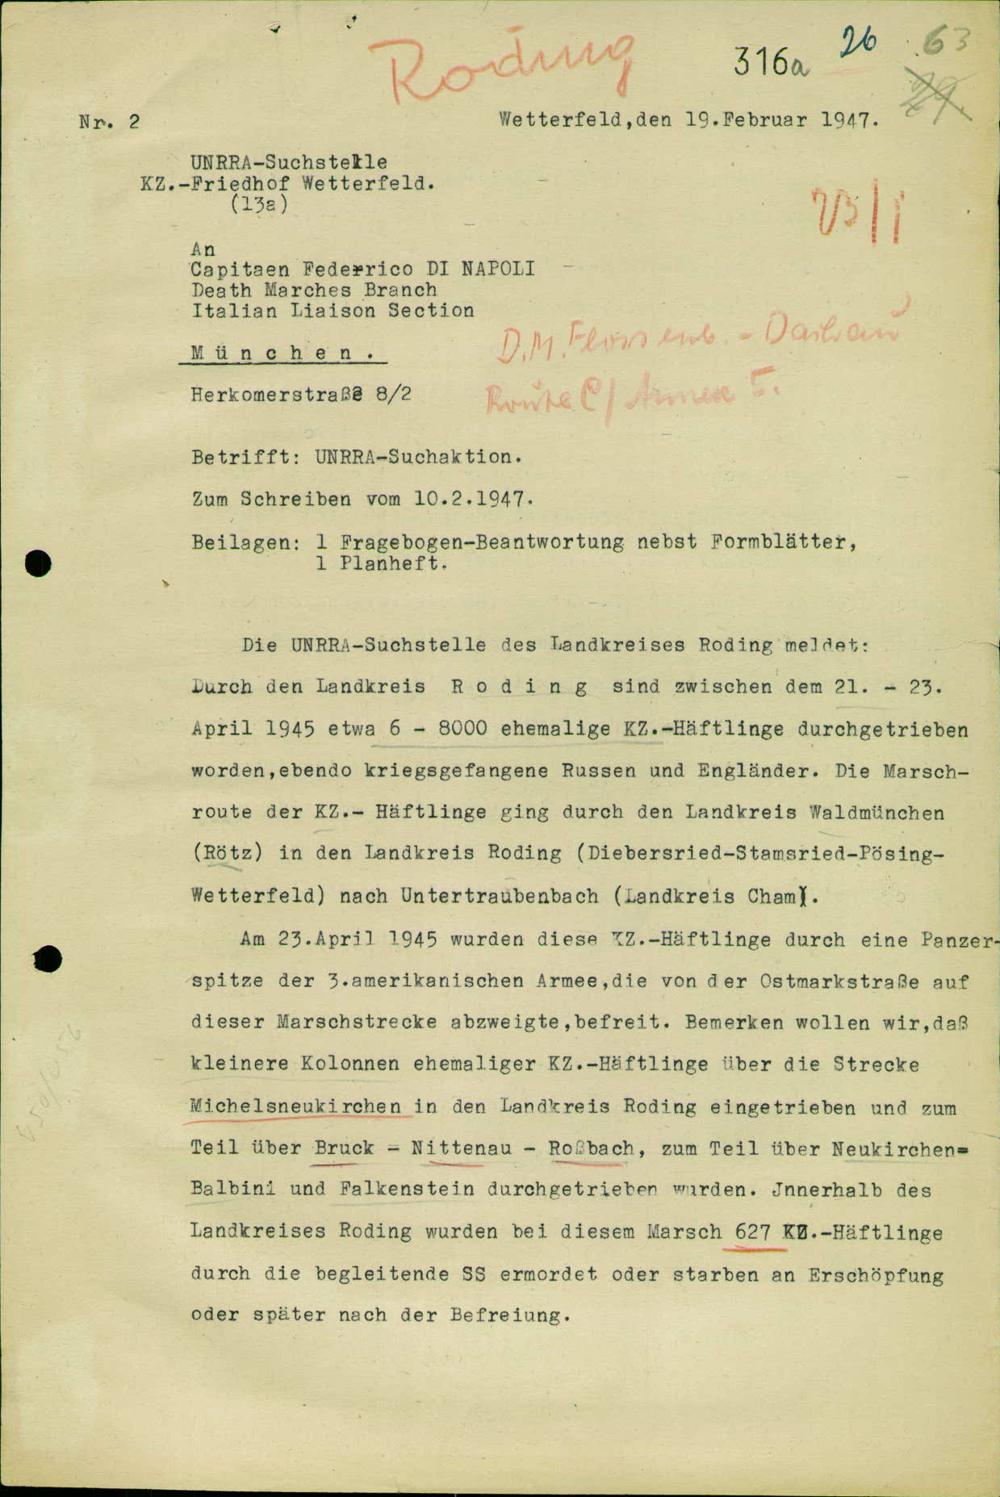 Roding
316a
26
63
29.
Nr. 2
Wetterfeld,den 19.Februar 1947.
UNRRA-Suchstelle
KZ.-Friedhof Wetterfeld.
(13a)
An
Capitaen Federrico DI NAPOLI
Death Marches Branch
Italian Liaison Section
München.
Herkomerstraße 8/2
D.M. Flossenb. - Dachau
Route C / Annex 5.
Betrifft: UNRRA-Suchaktion.
Zum Schreiben vom 10.2.1947.
Beilagen: 1 Fragebogen-Beantwortung nebst Formblätter,
1 Planheft.
Die UNRRA-Suchstelle des Landkreises Roding meldet:
Durch den Landkreis R o d i n g sind zwischen dem 21. - 23.
April 1945 etwa 6 - 8000 ehemalige KZ.-Häftlinge durchgetrieben
worden,ebendo kriegsgefangene Russen und Engländer. Die Marsch-
route der KZ.- Häftlinge ging durch den Landkreis Waldmünchen
(Rötz) in den Landkreis Roding (Diebersried-Stamsried-Pösing-
Wetterfeld) nach Untertraubenbach (Landkreis Cham).
Am 23.April 1945 wurden diese KZ.-Häftlinge durch eine Panzer-
spitze der 3.amerikanischen Armee,die von der Ostmarkstraße auf
dieser Marschstrecke abzweigte,befreit. Bemerken wollen wir,daß
kleinere Kolonnen ehemaliger KZ.-Häftlinge über die Strecke
Michelsneukirchen in den Landkreis Roding eingetrieben und zum
Teil über Bruck - Nittenau - Roßbach, zum Teil über Neukirchen=
Balbini und Falkenstein durchgetrieben wurden. Jnnerhalb des
Landkreises Roding wurden bei diesem Marsch 627 KZ.-Häftlinge
durch die begleitende SS ermordet oder starben an Erschöpfung
oder später nach der Befreiung.